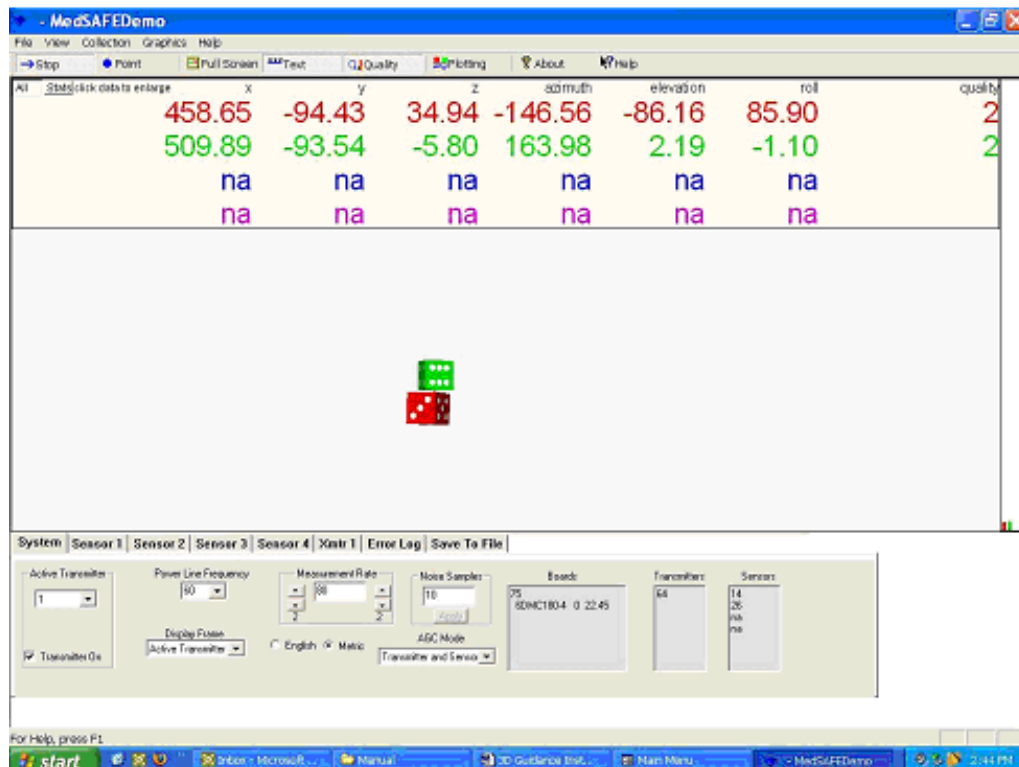 - MedSAFEDemo
File View Collection Graphics Help
Stop Point Full Screen Text Quality Plotting About Help
All Stats click data to enlarge x y z azimuth elevation roll quality
458.65 -94.43 34.94 -146.56 -86.16 85.90 2
509.89 -93.54 -5.80 163.98 2.19 -1.10 2
na na na na na na
na na na na na na
System Sensor 1 Sensor 2 Sensor 3 Sensor 4 Xmtr 1 Error Log Save To File
Active Transmitter Power Line Frequency Measurement Rate Noise Samples Boards Transmitters Sensors
1 60 80 10 75 64 14
6DMC180-4 0 22:45 26
2 2 Apply na
Display Frame AGC Mode na
Active Transmitter English Metric Transmitter and Sensor
Transmitter On
For Help, press F1
start Inbox - Microsoft ... Manual 3D Guidance Inst... Main Menu - MedSAFEDemo 2:44 PM